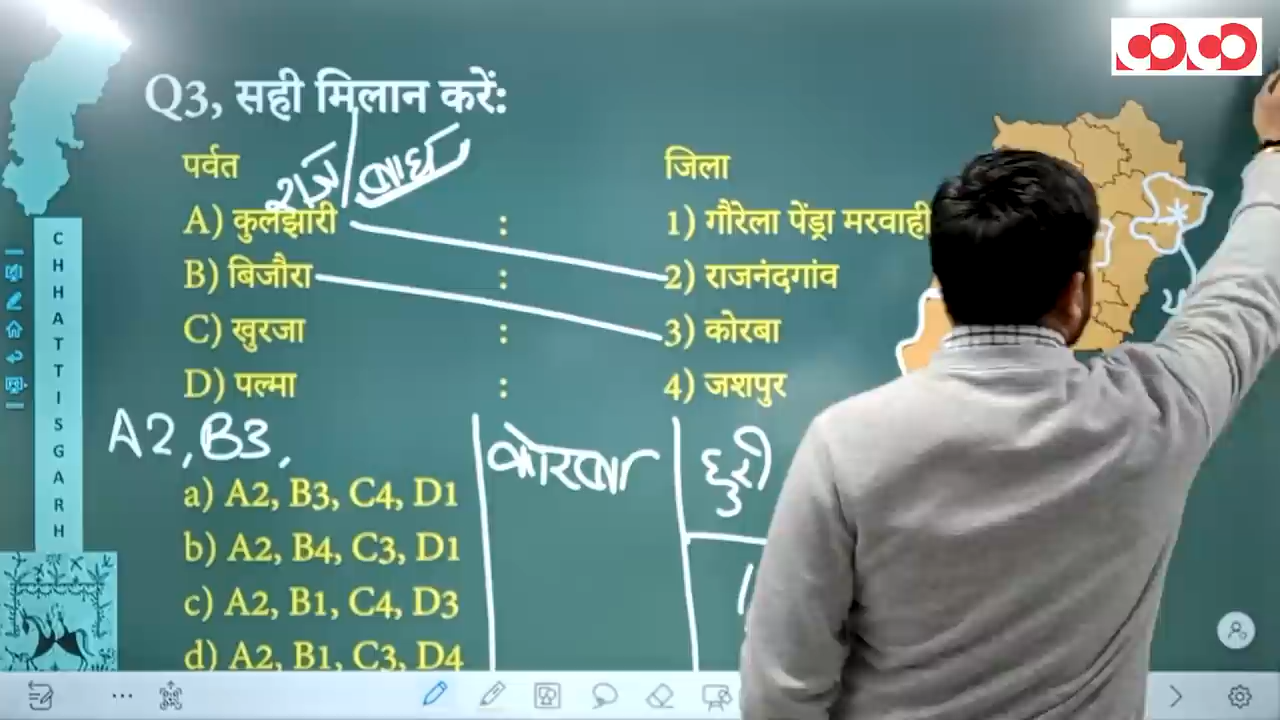 Q3, सही मिलान करें:
पर्वत
जिला
राज / बाघ
A) कुलझारी : 1) गौरेला पेंड्रा मरवाही
B) बिजौरा : 2) राजनंदगांव
C) खुरजा : 3) कोरबा
D) पल्मा : 4) जशपुर
A2, B3,
कोरबा
धुरी
a) A2, B3, C4, D1
b) A2, B4, C3, D1
c) A2, B1, C4, D3
d) A2, B1, C3, D4
CHHATTISGARH